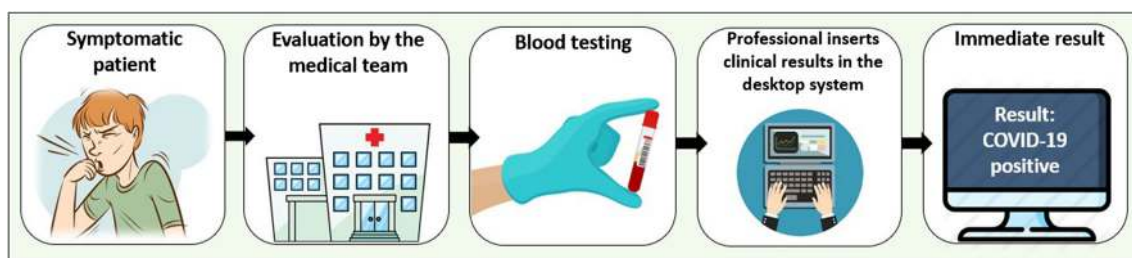 Symptomatic
patient
Evaluation by the
medical team
Blood testing
Professional inserts
clinical results in the
desktop system
Immediate result
Result:
COVID-19
positive